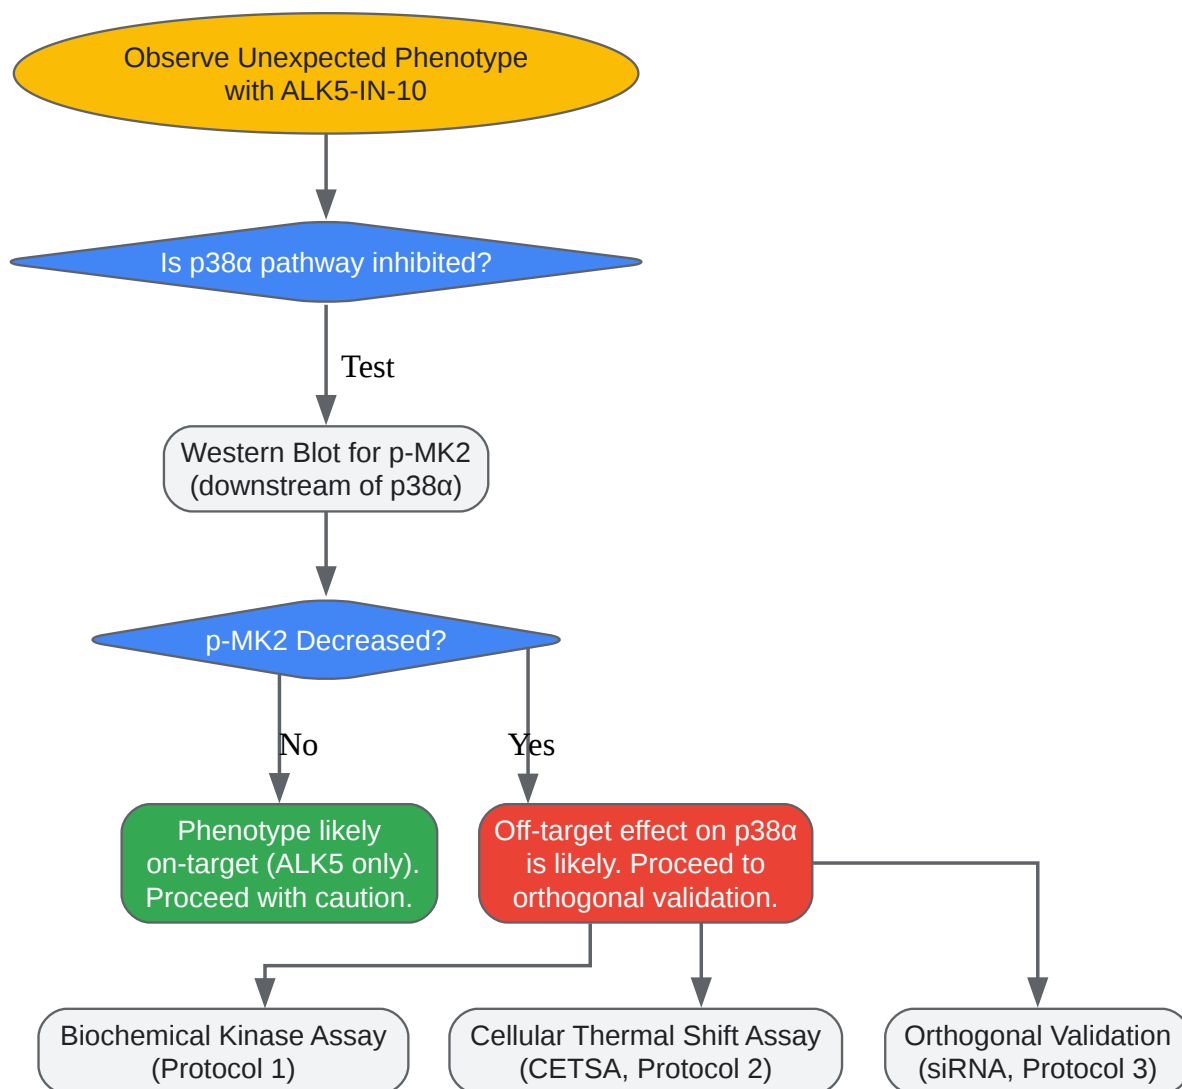 Observe Unexpected Phenotype
with ALK5-IN-10
Is p38α pathway inhibited?
Test
Western Blot for p-MK2
(downstream of p38α)
p-MK2 Decreased?
No
Yes
Phenotype likely
on-target (ALK5 only).
Proceed with caution.
Off-target effect on p38α
is likely. Proceed to
orthogonal validation.
Biochemical Kinase Assay
(Protocol 1)
Cellular Thermal Shift Assay
(CETSA, Protocol 2)
Orthogonal Validation
(siRNA, Protocol 3)